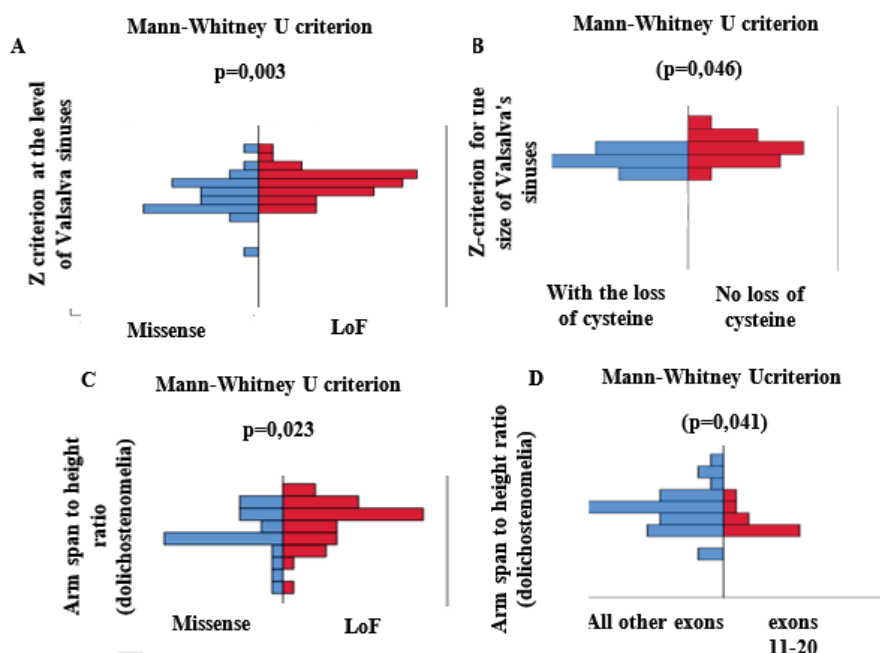 A
Mann-Whitney U criterion
p=0,003
Z criterion at the level
of Valsalva sinuses
Missense
LoF
B
Mann-Whitney U criterion
(p=0,046)
Z-criterion for the
size of Valsalva's
sinuses
With the loss
of cysteine
No loss of
cysteine
C
Mann-Whitney U criterion
p=0,023
Arm span to height
ratio
(dolichostenomelia)
Missense
LoF
D
Mann-Whitney Ucriterion
(p=0,041)
Arm span to height ratio
(dolichostenomelia)
All other exons
exons
11-20